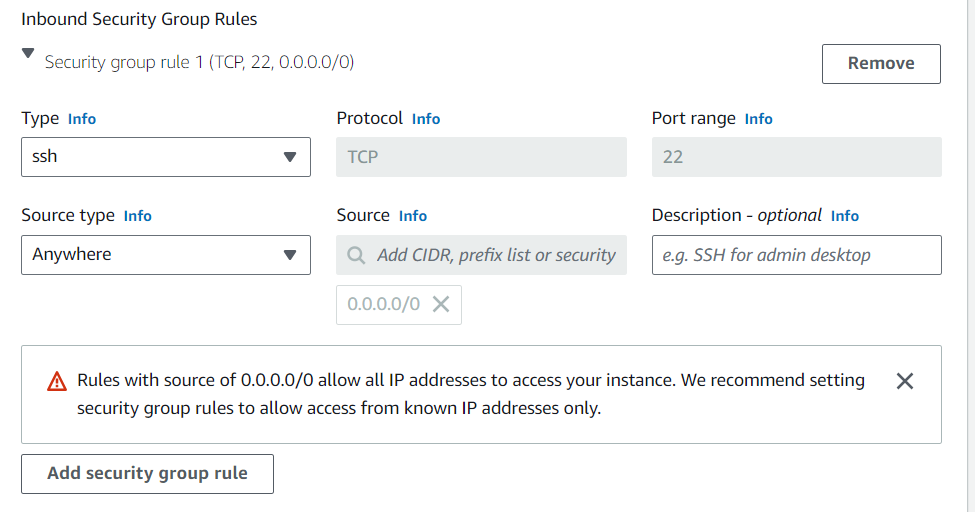 Inbound Security Group Rules
Security group rule 1 (TCP, 22, 0.0.0.0/0)
Remove
Type Info
Protocol Info
Port range Info
ssh
TCP
22
Source type Info
Source Info
Description - optional Info
Anywhere
Add CIDR, prefix list or security
e.g. SSH for admin desktop
0.0.0.0/0
Rules with source of 0.0.0.0/0 allow all IP addresses to access your instance. We recommend setting
security group rules to allow access from known IP addresses only.
Add security group rule